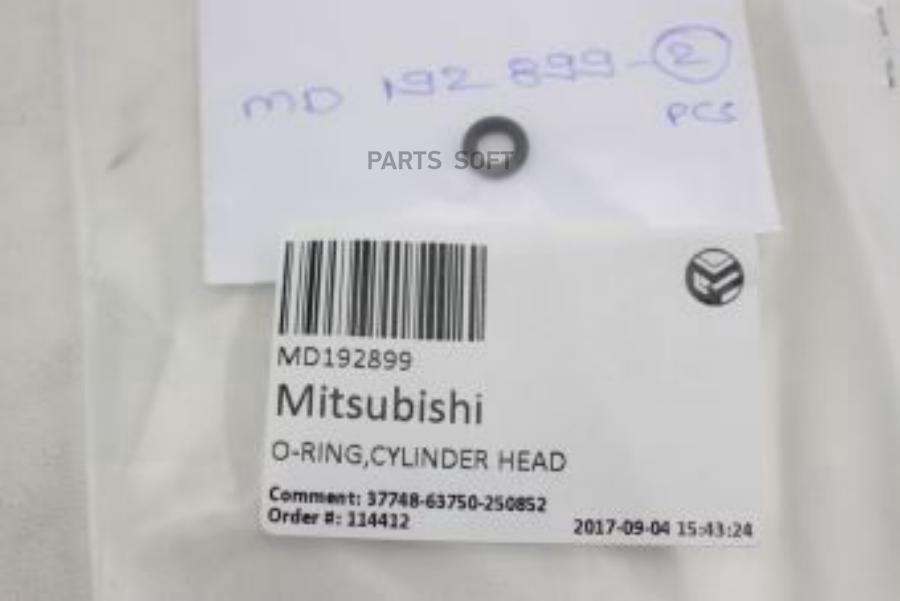 MD 192 899-2
PCS
PARTS SOFT
MD192899
Mitsubishi
O-RING,CYLINDER HEAD
Comment: 37748-63750-250852
Order #: 114412
2017-09-04 15:43:24